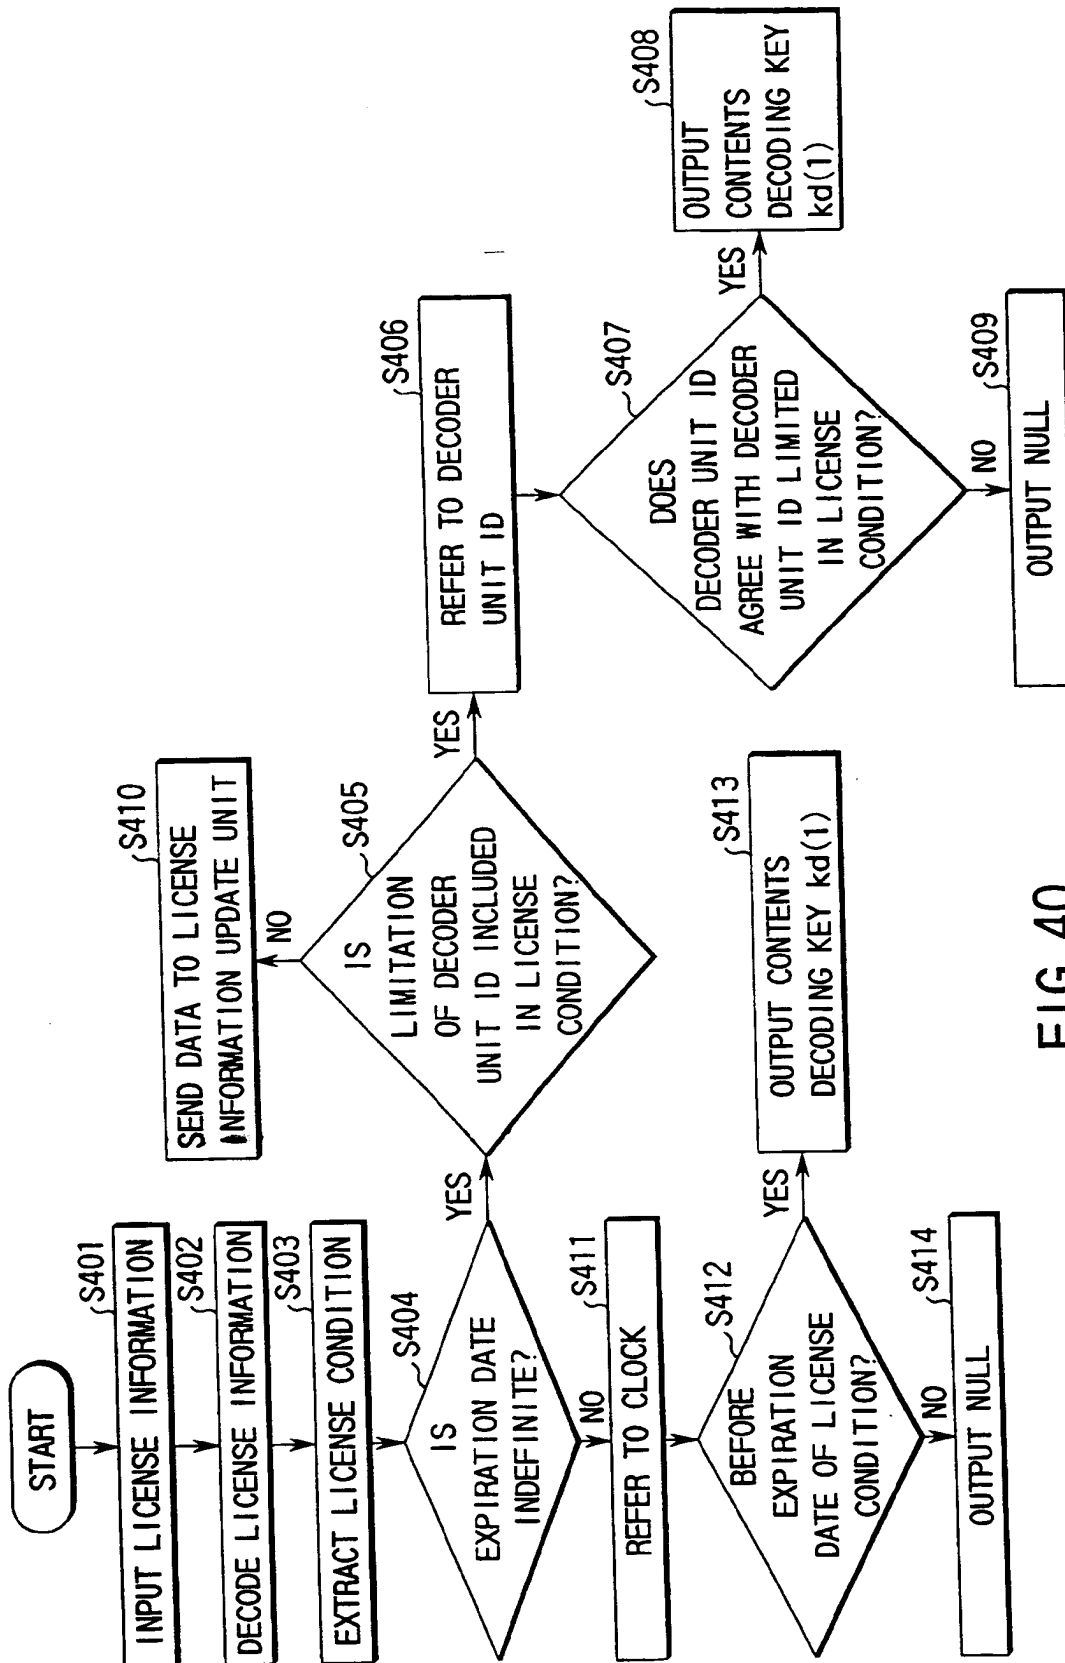 START
INPUT LICENSE INFORMATION
S401
DECODE LICENSE INFORMATION
S402
EXTRACT LICENSE CONDITION
S403
IS
EXPIRATION DATE
INDEFINITE?
S404
YES
NO
IS
LIMITATION
OF DECODER
UNIT ID INCLUDED
IN LICENSE
CONDITION?
S405
YES
NO
SEND DATA TO LICENSE
INFORMATION UPDATE UNIT
S410
REFER TO DECODER
UNIT ID
S406
DOES
DECODER UNIT ID
AGREE WITH DECODER
UNIT ID LIMITED
IN LICENSE
CONDITION?
S407
YES
NO
OUTPUT
CONTENTS
DECODING KEY
kd(1)
S408
OUTPUT NULL
S409
REFER TO CLOCK
S411
BEFORE
EXPIRATION
DATE OF LICENSE
CONDITION?
S412
YES
NO
OUTPUT CONTENTS
DECODING KEY kd(1)
S413
OUTPUT NULL
S414
FIG. 40